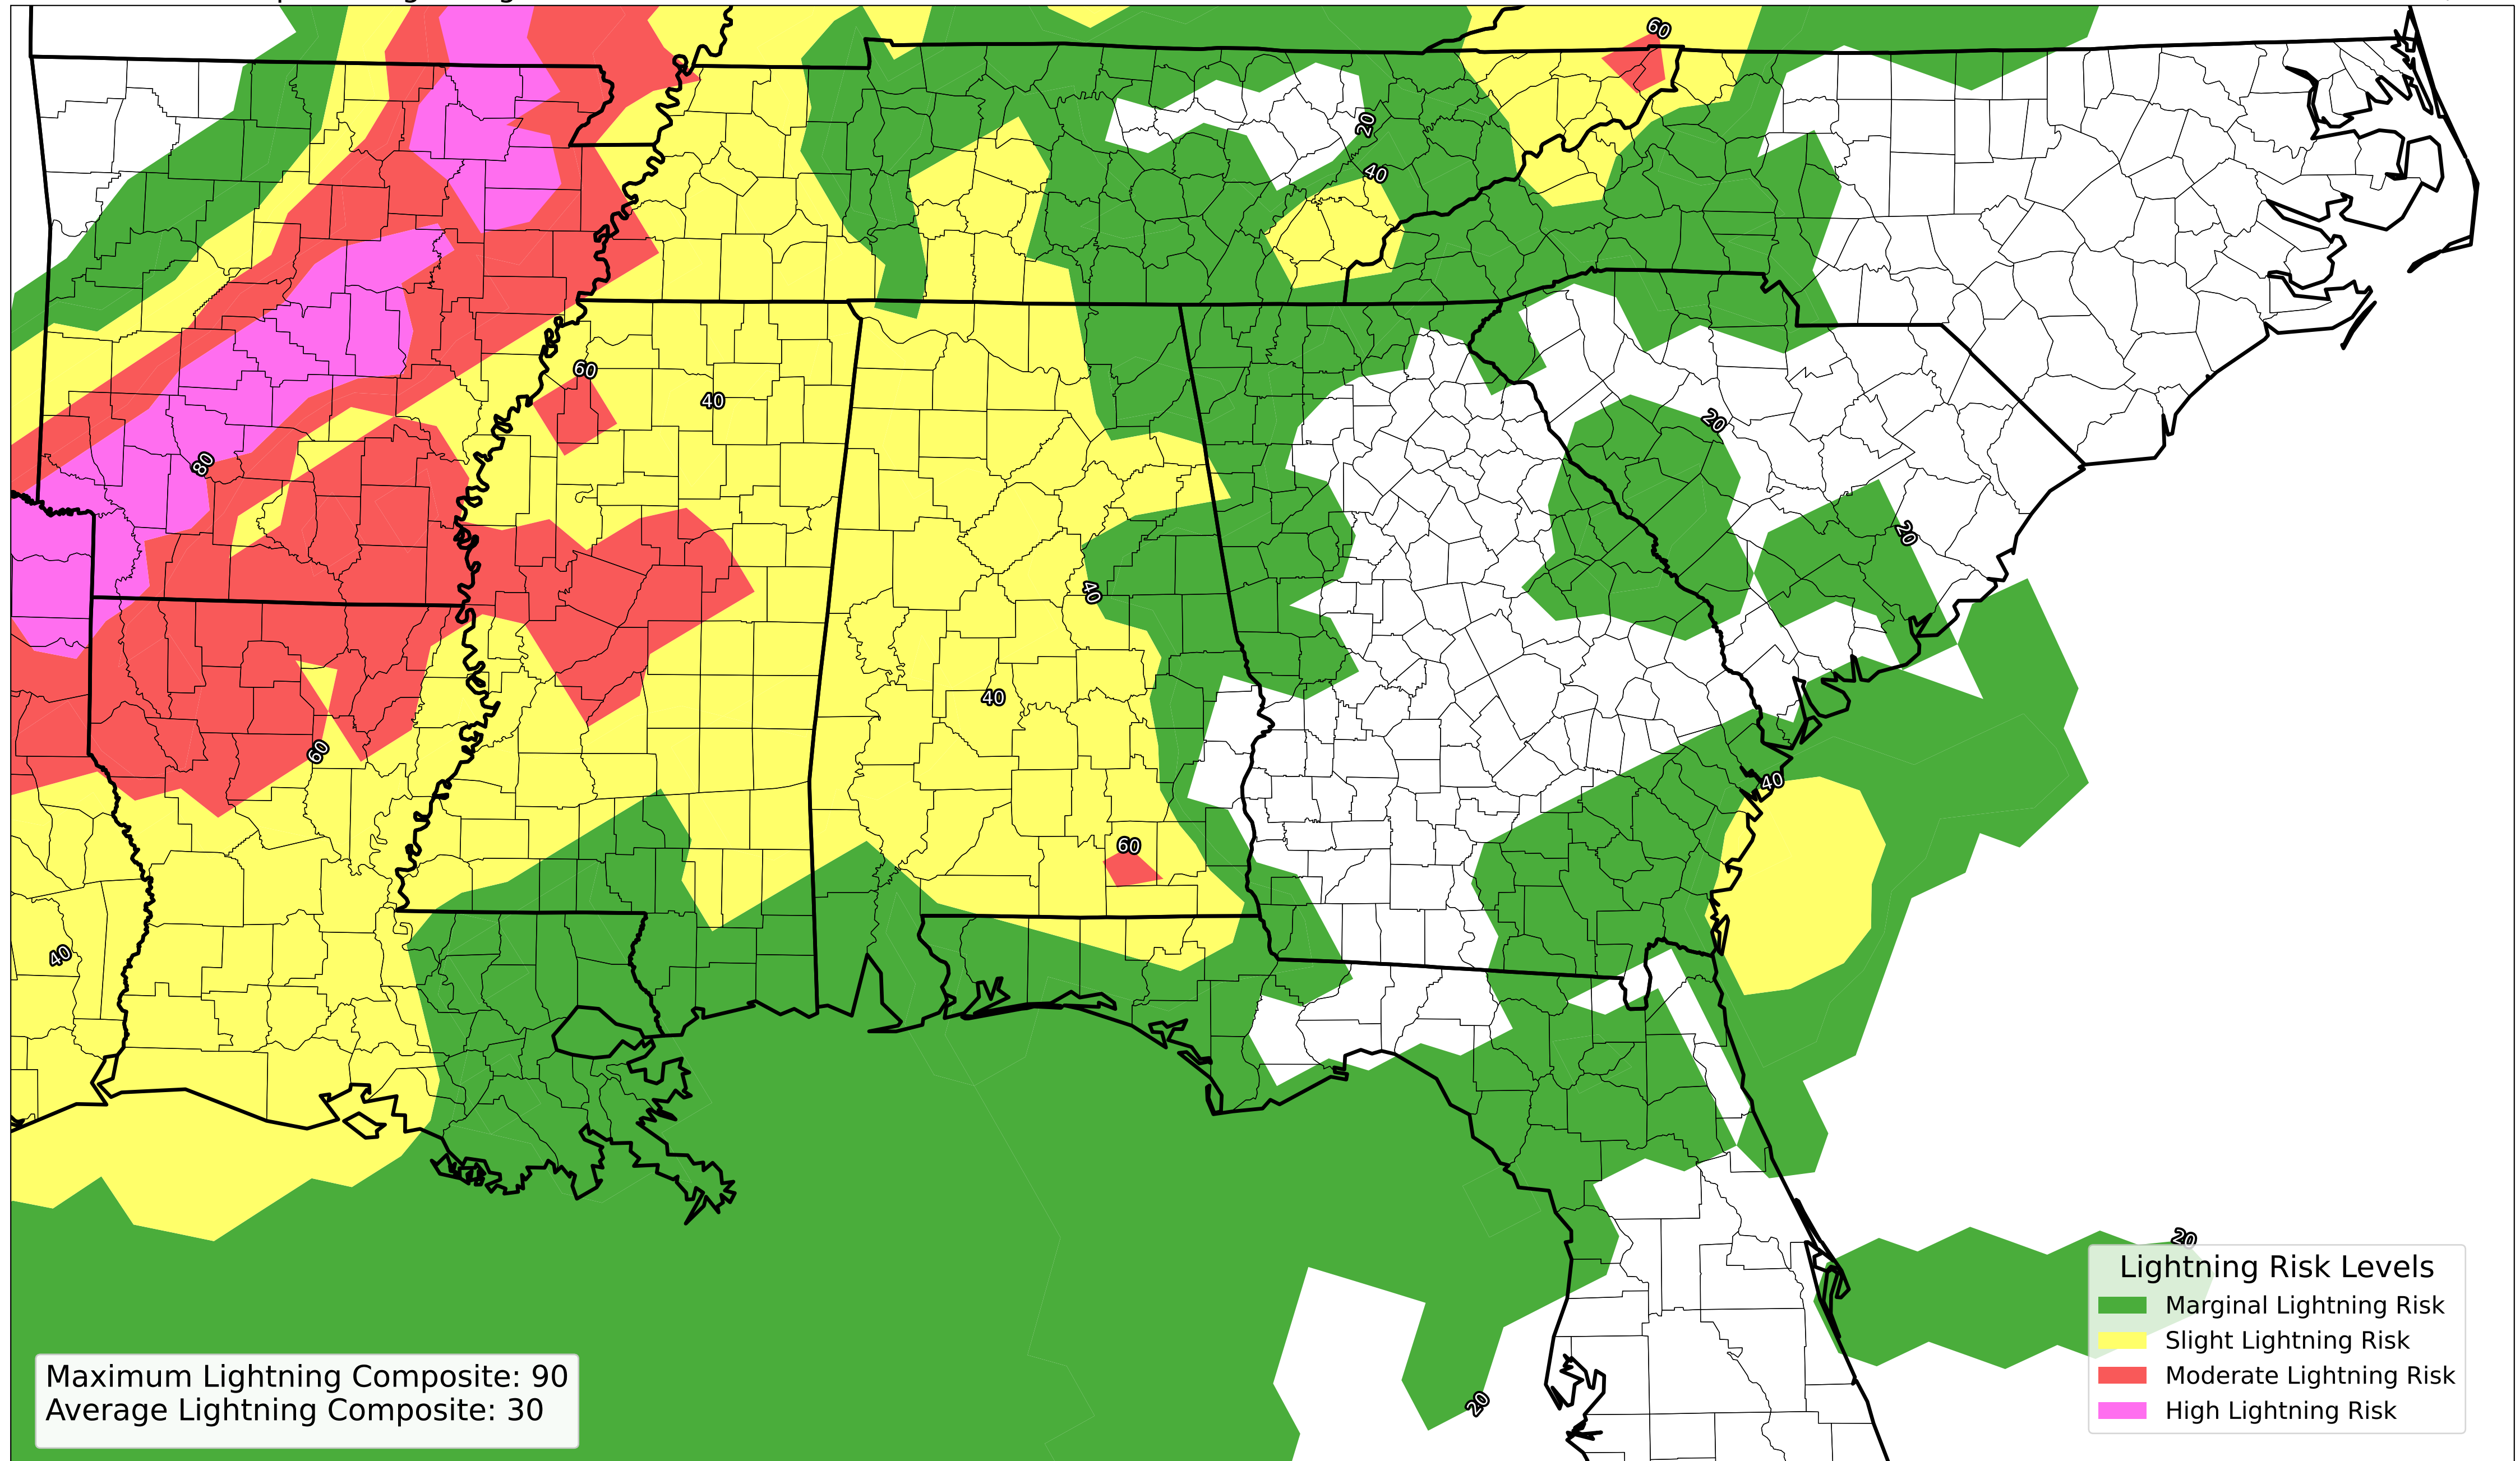 60
20
40
60
40
20
80
20
40
40
60
40
60
40
20
20
Lightning Risk Levels
Marginal Lightning Risk
Slight Lightning Risk
Moderate Lightning Risk
High Lightning Risk
Maximum Lightning Composite: 90
Average Lightning Composite: 30